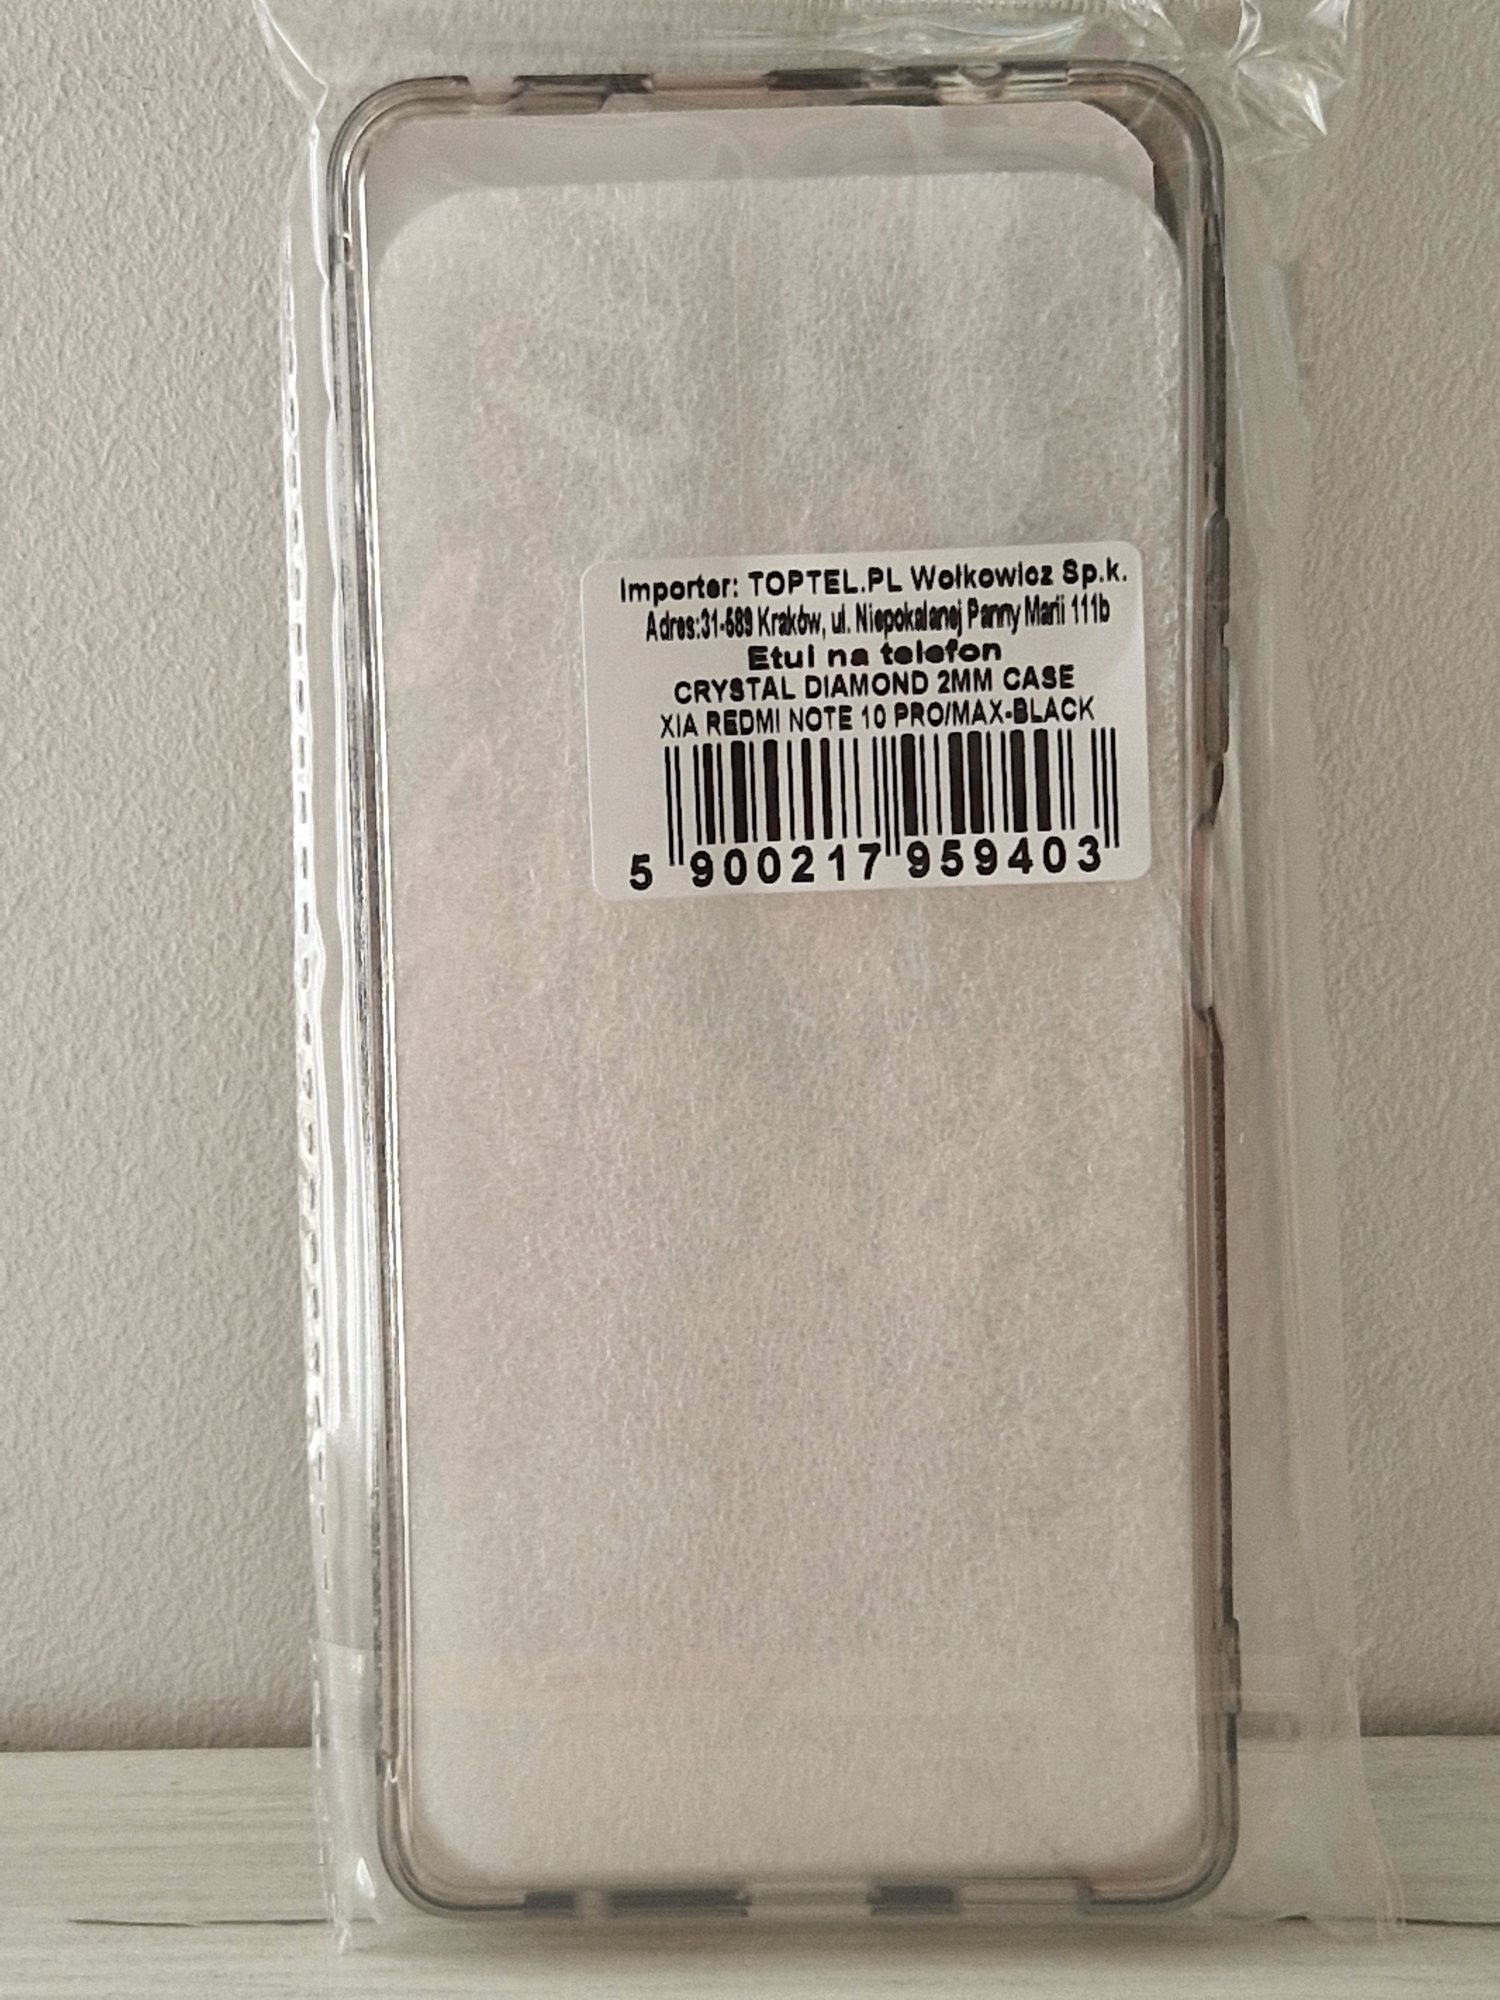 Importer: TOPTEL.PL Wołkowicz Sp.k.
Adres:31-589 Kraków, ul. Niepokalanej Panny Marii 111b
Etui na telefon
CRYSTAL DIAMOND 2MM CASE
XIA REDMI NOTE 10 PRO/MAX-BLACK
5 900217 959403